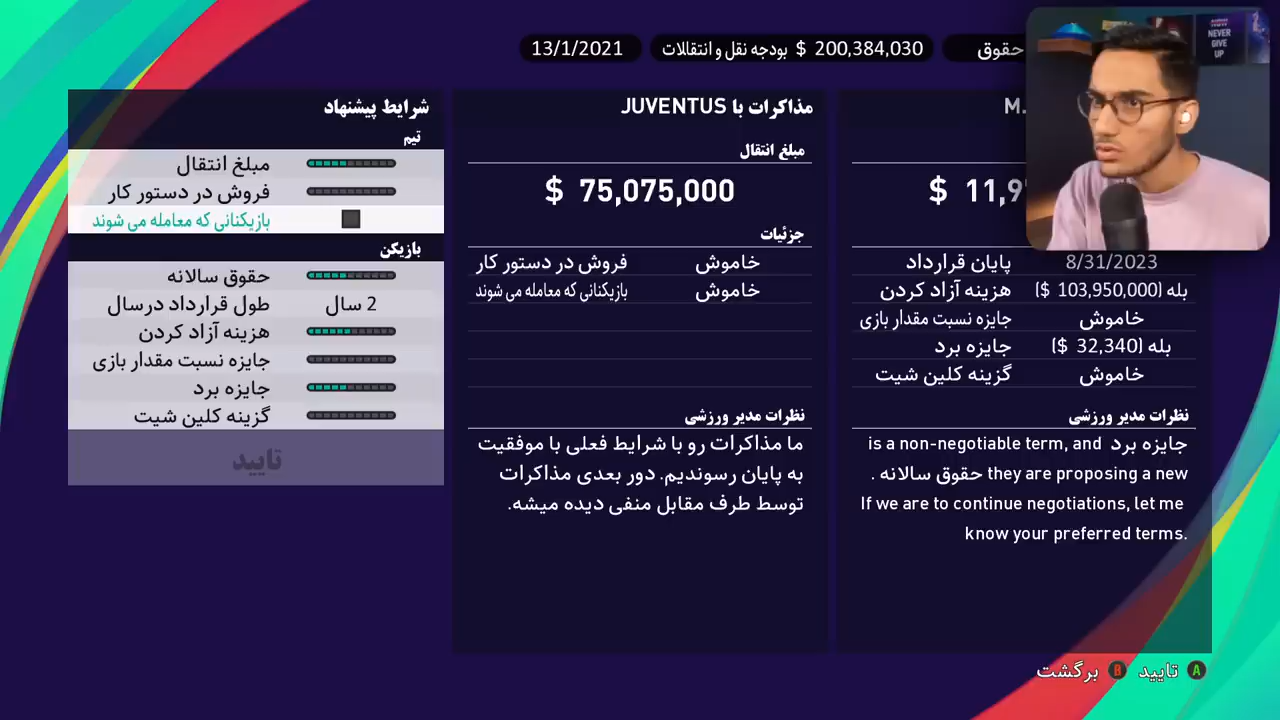 13/1/2021
بودجه نقل و انتقالات $ 200,384,030
حقوق
NEVER
GIVE
UP
شرایط پیشنهاد
تیم
مبلغ انتقال
فروش در دستور کار
بازیکنانی که معامله می شوند
بازیکن
حقوق سالانه
طول قرارداد درسال 2 سال
هزینه آزاد کردن
جایزه نسبت مقدار بازی
جایزه برد
گزینه کلین شیت
تایید
مذاکرات با JUVENTUS
مبلغ انتقال
$ 75,075,000
جزئیات
فروش در دستور کار خاموش
بازیکنانی که معامله می شوند خاموش
نظرات مدیر ورزشی
ما مذاکرات رو با شرایط فعلی با موفقیت
به پایان رسوندیم. دور بعدی مذاکرات
توسط طرف مقابل منفی دیده میشه.
M.
$ 11,9
پایان قرارداد 8/31/2023
هزینه آزاد کردن بله ($ 103,950,000)
جایزه نسبت مقدار بازی خاموش
جایزه برد بله ($ 32,340)
گزینه کلین شیت خاموش
نظرات مدیر ورزشی
is a non-negotiable term, and جایزه برد
. حقوق سالانه they are proposing a new
If we are to continue negotiations, let me
know your preferred terms.
برگشت B تایید A